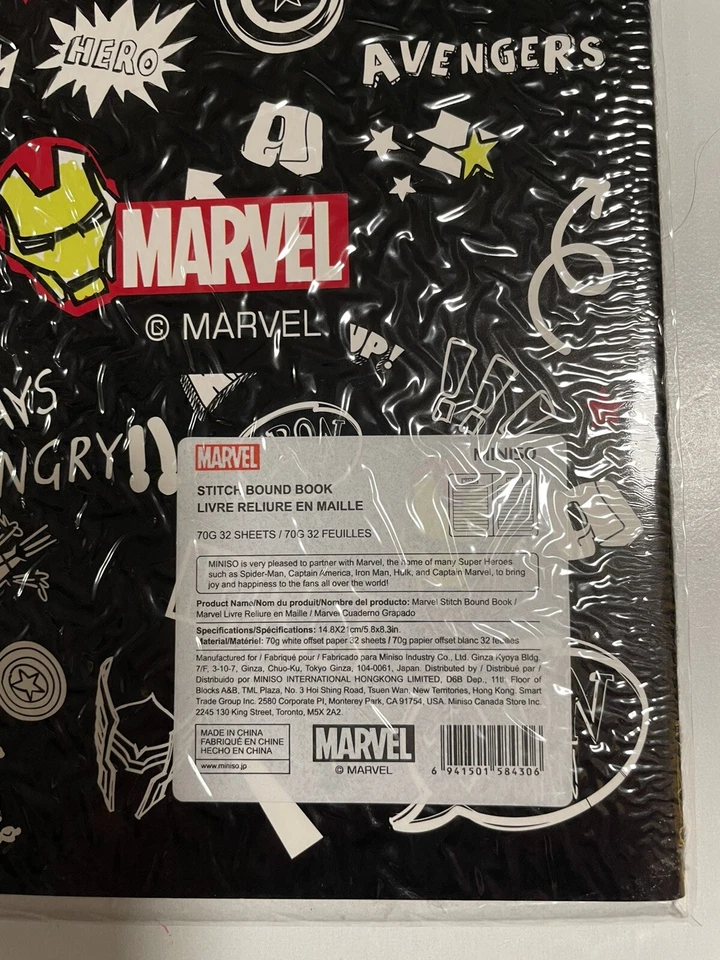 HERO
AVENGERS
a
MARVEL
© MARVEL
UP!
AYS
NGRY!!
!!!
IRON
MARVEL
MINISO
STITCH BOUND BOOK
LIVRE RELIURE EN MAILLE
70G 32 SHEETS / 70G 32 FEUILLES
MINISO is very pleased to partner with Marvel, the home of many Super Heroes
such as Spider-Man, Captain America, Iron Man, Hulk, and Captain Marvel, to bring
joy and happiness to the fans all over the world!
Product Name/Nom du produit/Nombre del producto: Marvel Stitch Bound Book /
Marvel Livre Reliure en Maille / Marvel Cuaderno Grapado
Specifications/Spécifications: 14.8X21cm/5.8x8.3in.
Material/Matériel: 70g white offset paper 32 sheets / 70g papier offset blanc 32 feuilles
Manufactured for / Fabriqué pour / Fabricado para Miniso Industry Co., Ltd. Ginza Kyoya Bldg
7/F, 3-10-7, Ginza, Chuo-Ku, Tokyo Ginza, 104-0061, Japan. Distributed by / Distribué par /
Distribuido por MINISO INTERNATIONAL HONGKONG LIMITED, D6B Dep., 11tl Floor of
Blocks A&B, TML Plaza, No. 3 Hoi Shing Road, Tsuen Wan, New Territories, Hong Kong. Smart
Trade Group Inc. 2580 Corporate Pl, Monterey Park, CA 91754, USA. Miniso Canada Store Inc.
2245 130 King Street, Toronto, M5X 2A2.
MADE IN CHINA
FABRIQUÉ EN CHINE
HECHO EN CHINA
www.miniso.jp
MARVEL
© MARVEL
6 941501 584306
N